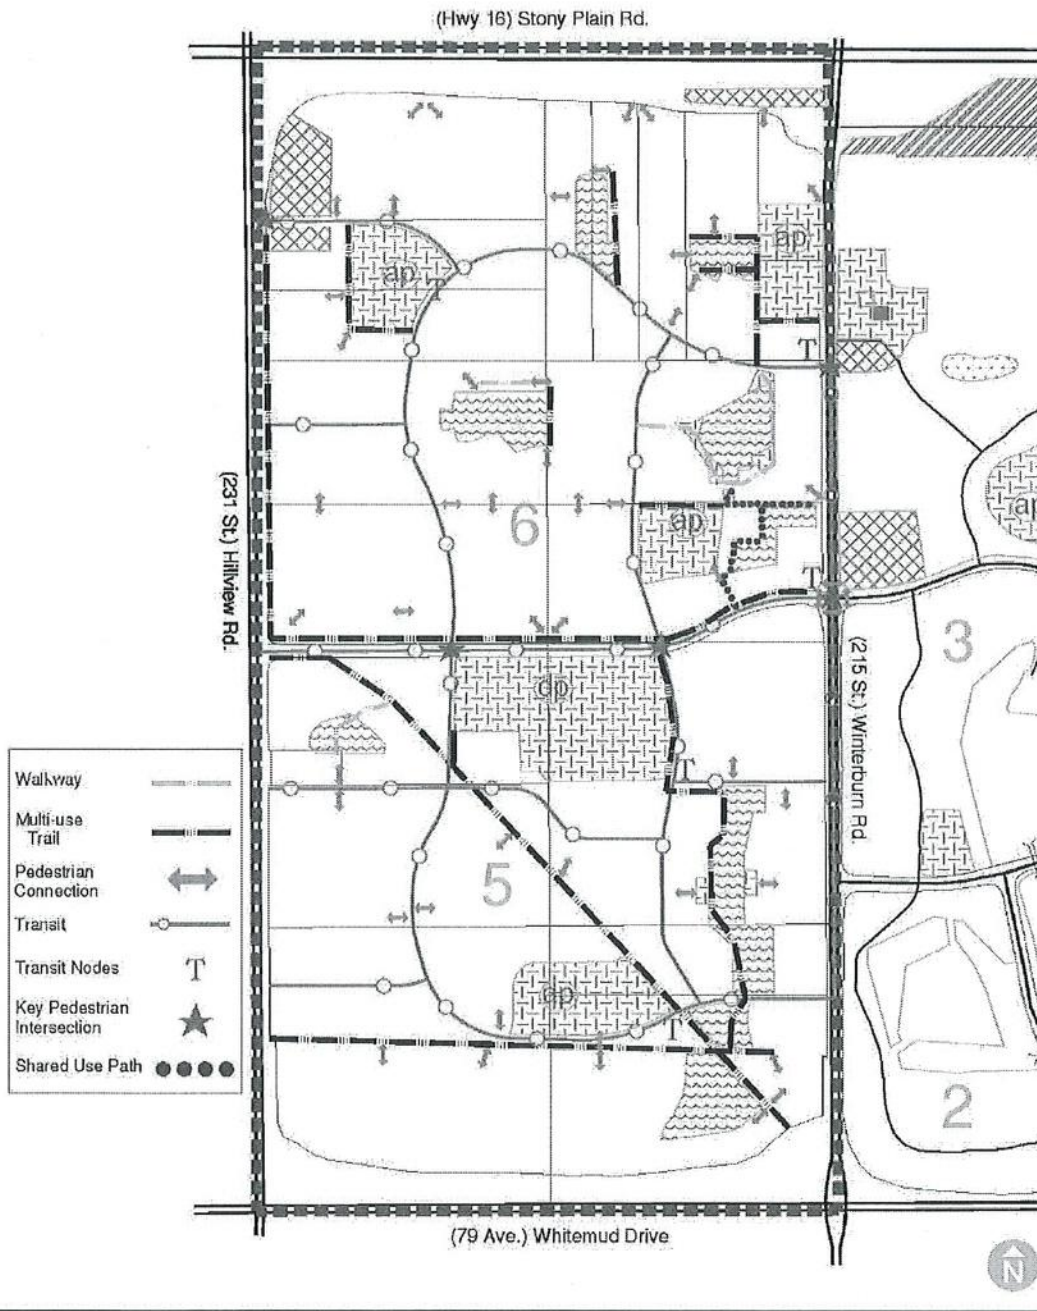 (Hwy 16) Stony Plain Rd.
ap
ap
T
T
ap
6
ap
T
(231 St.) Hillview Rd.
3
(215 St.) Winterburn Rd.
dp
T
Walkway
Multi-use
Trail
Pedestrian
Connection
Transit
Transit Nodes
T
Key Pedestrian
Intersection
Shared Use Path
5
dp
T
2
(79 Ave.) Whitemud Drive
N